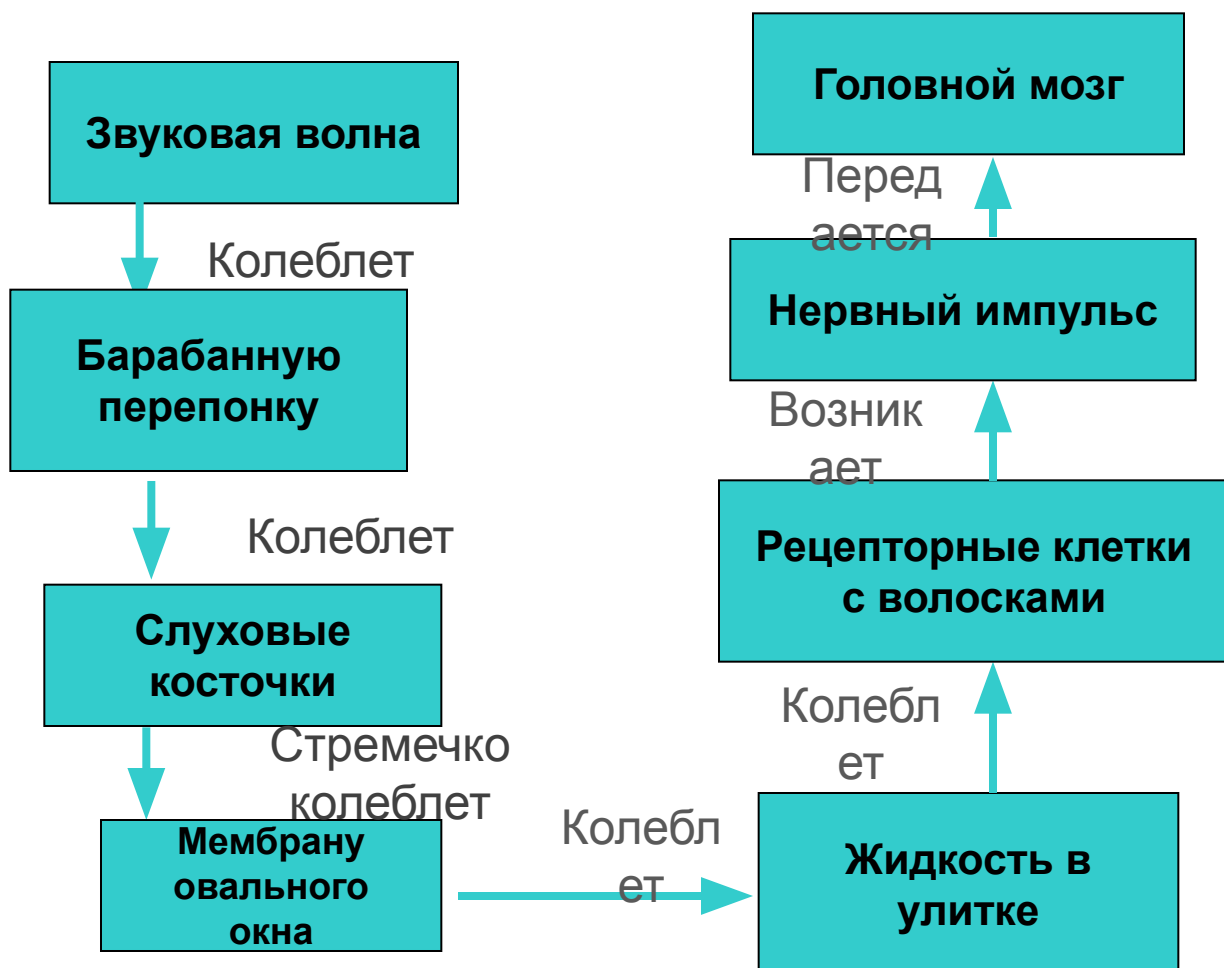 Звуковая волна
Колеблет
Барабанную
перепонку
Колеблет
Слуховые
косточки
Стремечко
колеблет
Мембрану
овального
окна
Колебл
ет
Жидкость в
улитке
Колебл
ет
Рецепторные клетки
с волосками
Возник
ает
Нервный импульс
Перед
ается
Головной мозг